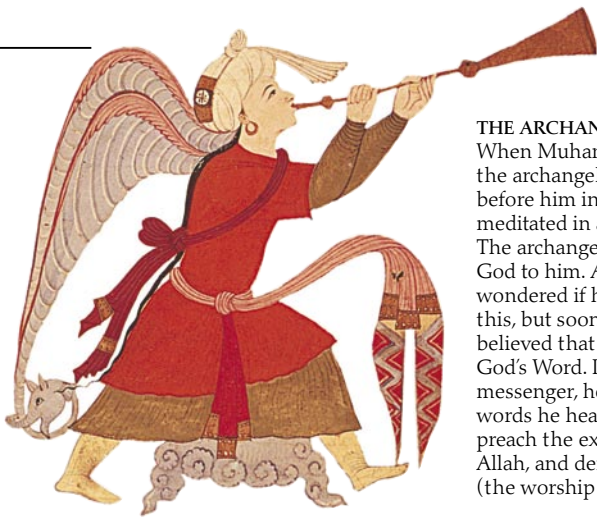 THE ARCHAN
When Muhar
the archangel
before him in
meditated in a
The archange
God to him. A
wondered if h
this, but soon
believed that
God's Word. I
messenger, he
words he hea
preach the ex
Allah, and de
(the worship